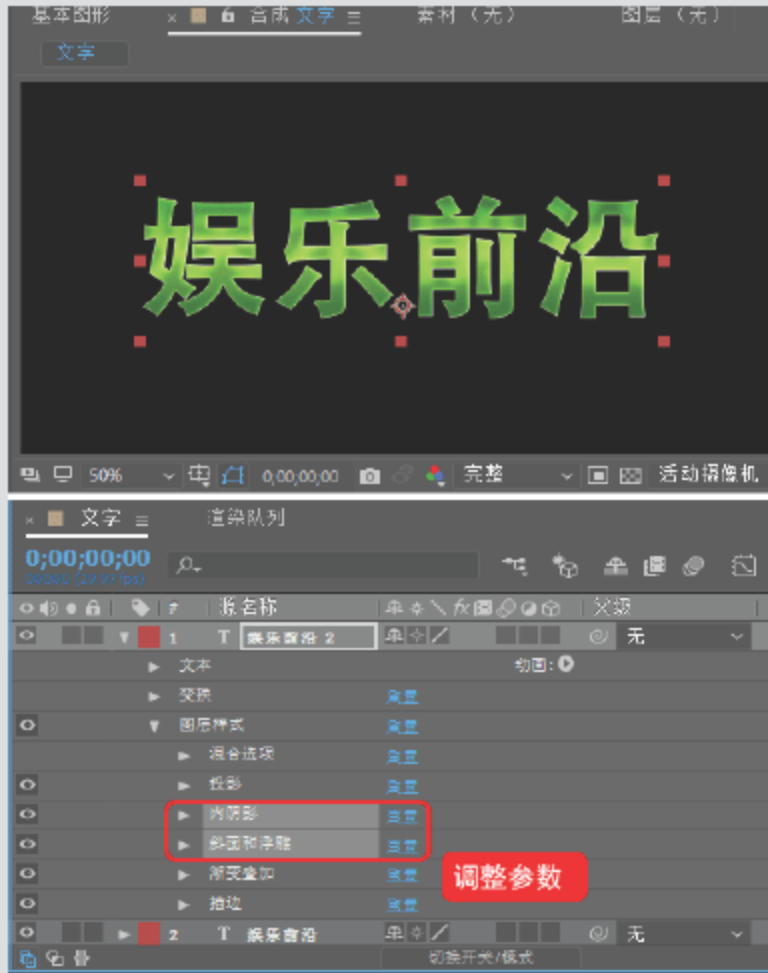 基本图形 × 合成 文字 ≡ 素材（无） 图层（无）
文字
娱乐前沿
50% 0;00;00;00 完整 活动摄像机
× 文字 ≡ 渲染队列
0;00;00;00
# 源名称 fx 父级
1 T 娱乐前沿 2 无
文本 动画:
变换 重置
图层样式 重置
混合选项 重置
投影 重置
内阴影 重置
斜面和浮雕 重置
调整参数
渐变叠加 重置
描边 重置
2 T 娱乐前沿 无
切换开关/模式